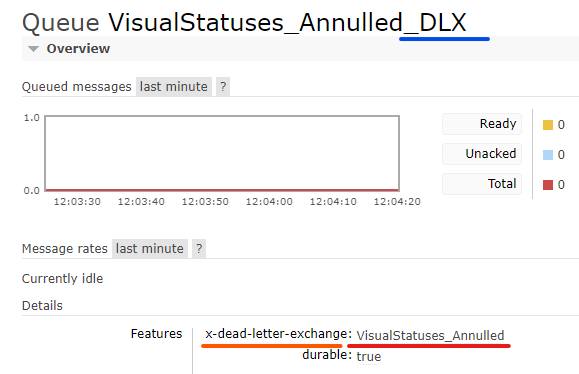 Queue VisualStatuses_Annulled_DLX
Overview
Queued messages last minute ?
1.0
0.0
12:03:30 12:03:40 12:03:50 12:04:00 12:04:10 12:04:20
Ready 0
Unacked 0
Total 0
Message rates last minute ?
Currently idle
Details
Features x-dead-letter-exchange: VisualStatuses_Annulled
durable: true